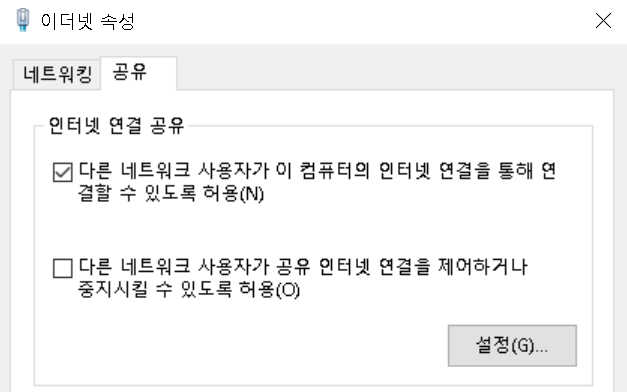 이더넷 속성
네트워킹
공유
인터넷 연결 공유
다른 네트워크 사용자가 이 컴퓨터의 인터넷 연결을 통해 연
결할 수 있도록 허용(N)
다른 네트워크 사용자가 공유 인터넷 연결을 제어하거나
중지시킬 수 있도록 허용(O)
설정(G)...